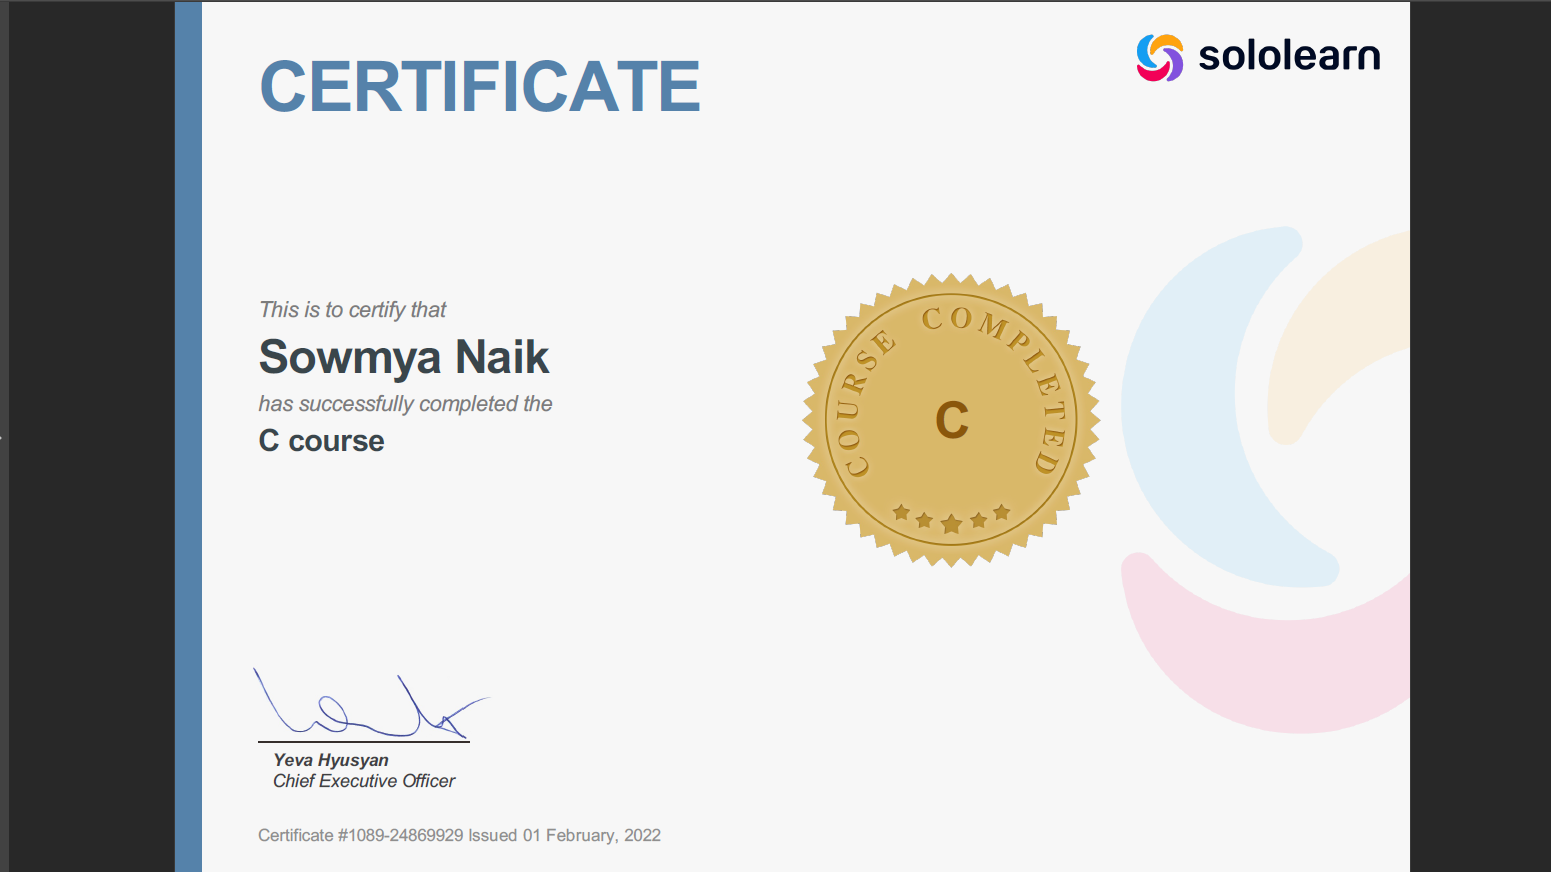 CERTIFICATE
sololearn
This is to certify that
Sowmya Naik
has successfully completed the
C course
COURSE COMPLETED
C
Yeva Hyusyan
Chief Executive Officer
Certificate #1089-24869929 Issued 01 February, 2022